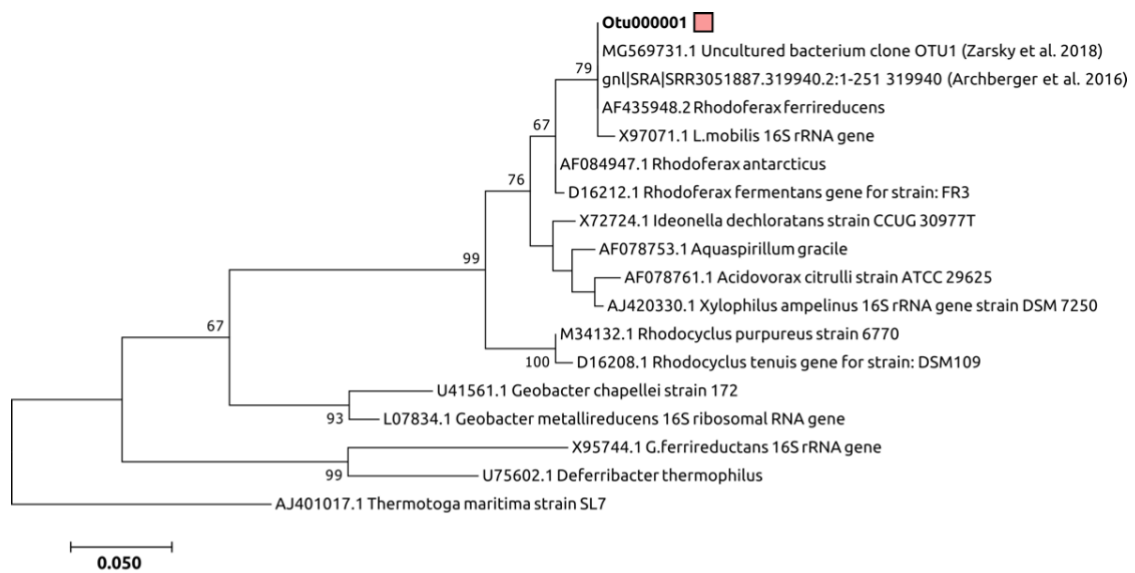 Otu000001
MG569731.1 Uncultured bacterium clone OTU1 (Zarsky et al. 2018)
79
gnl|SRA|SRR3051887.319940.2:1-251 319940 (Archberger et al. 2016)
AF435948.2 Rhodoferax ferrireducens
67
X97071.1 L.mobilis 16S rRNA gene
AF084947.1 Rhodoferax antarcticus
76
D16212.1 Rhodoferax fermentans gene for strain: FR3
X72724.1 Ideonella dechloratans strain CCUG 30977T
AF078753.1 Aquaspirillum gracile
99
AF078761.1 Acidovorax citrulli strain ATCC 29625
AJ420330.1 Xylophilus ampelinus 16S rRNA gene strain DSM 7250
67
M34132.1 Rhodocyclus purpureus strain 6770
100
D16208.1 Rhodocyclus tenuis gene for strain: DSM109
U41561.1 Geobacter chapellei strain 172
93
L07834.1 Geobacter metallireducens 16S ribosomal RNA gene
X95744.1 G.ferrireductans 16S rRNA gene
99
U75602.1 Deferribacter thermophilus
AJ401017.1 Thermotoga maritima strain SL7
0.050